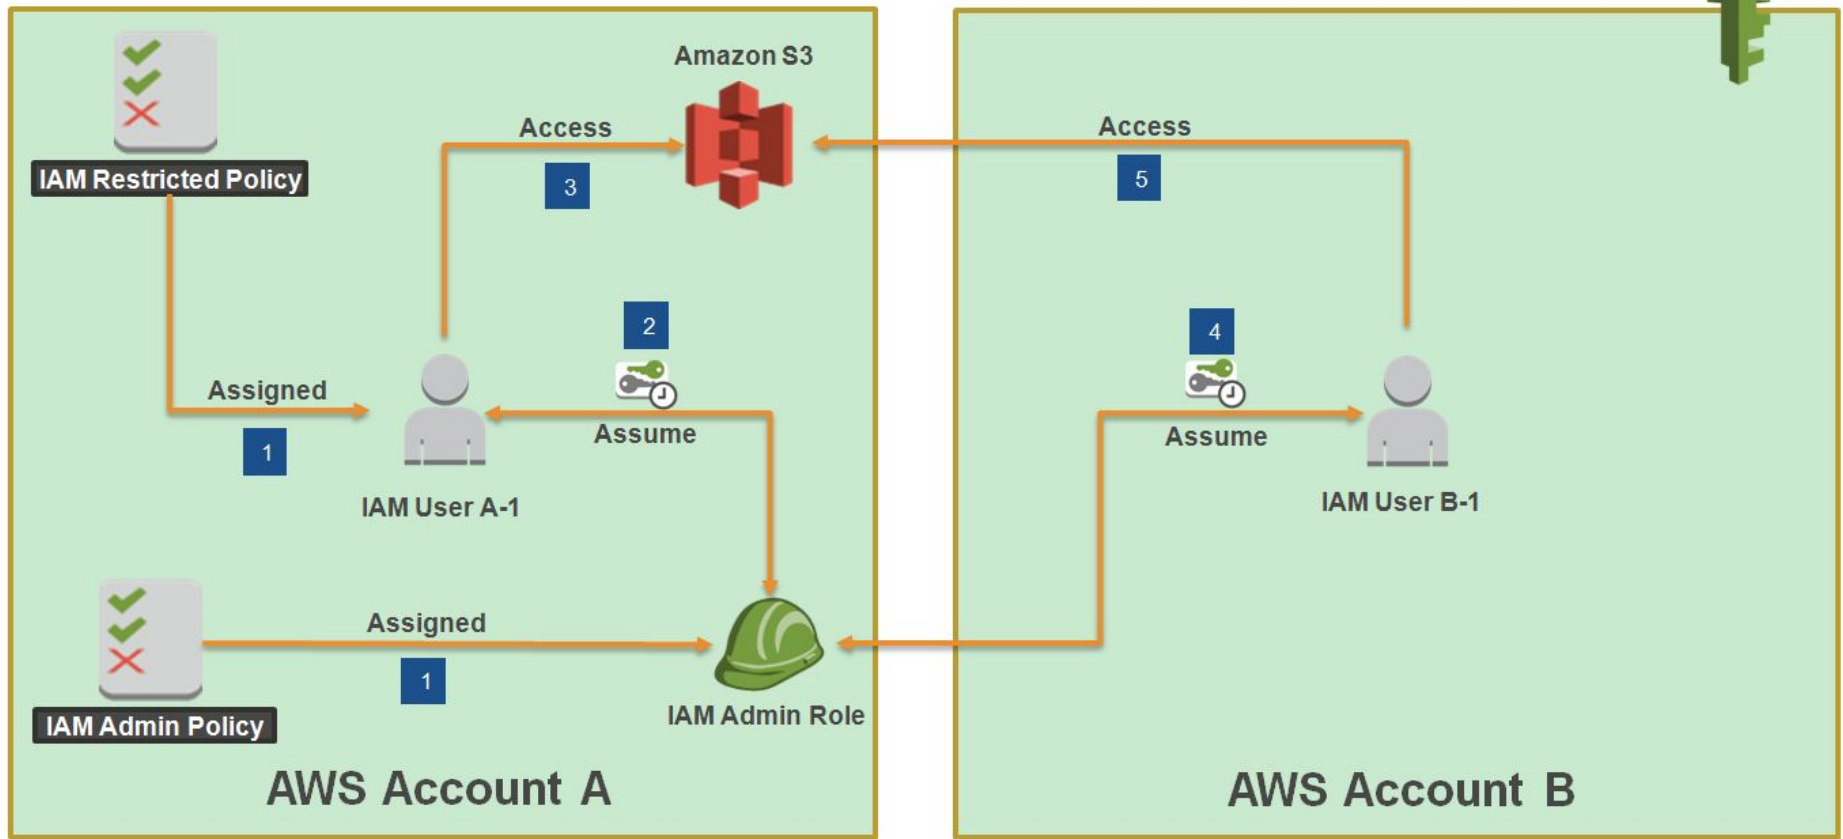 Amazon S3
Access
3
Access
5
IAM Restricted Policy
2
4
Assigned
1
Assume
Assume
IAM User A-1
IAM User B-1
Assigned
1
IAM Admin Policy
IAM Admin Role
AWS Account A
AWS Account B